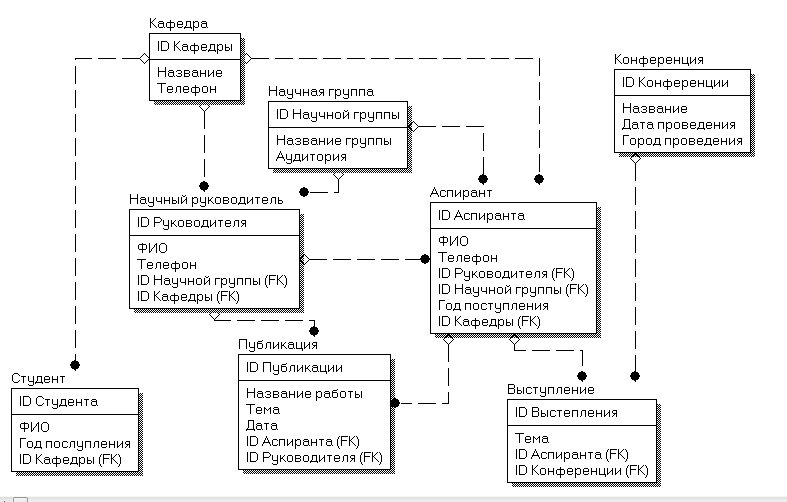 Кафедра
ID Кафедры
Название
Телефон
Конференция
ID Конференции
Название
Дата проведения
Город проведения
Научная группа
ID Научной группы
Название группы
Аудитория
Научный руководитель
ID Руководителя
ФИО
Телефон
ID Научной группы (FK)
ID Кафедры (FK)
Аспирант
ID Аспиранта
ФИО
Телефон
ID Руководителя (FK)
ID Научной группы (FK)
Год поступления
ID Кафедры (FK)
Публикация
ID Публикации
Название работы
Тема
Дата
ID Аспиранта (FK)
ID Руководителя (FK)
Студент
ID Студента
ФИО
Год послупления
ID Кафедры (FK)
Выступление
ID Выстепления
Тема
ID Аспиранта (FK)
ID Конференции (FK)